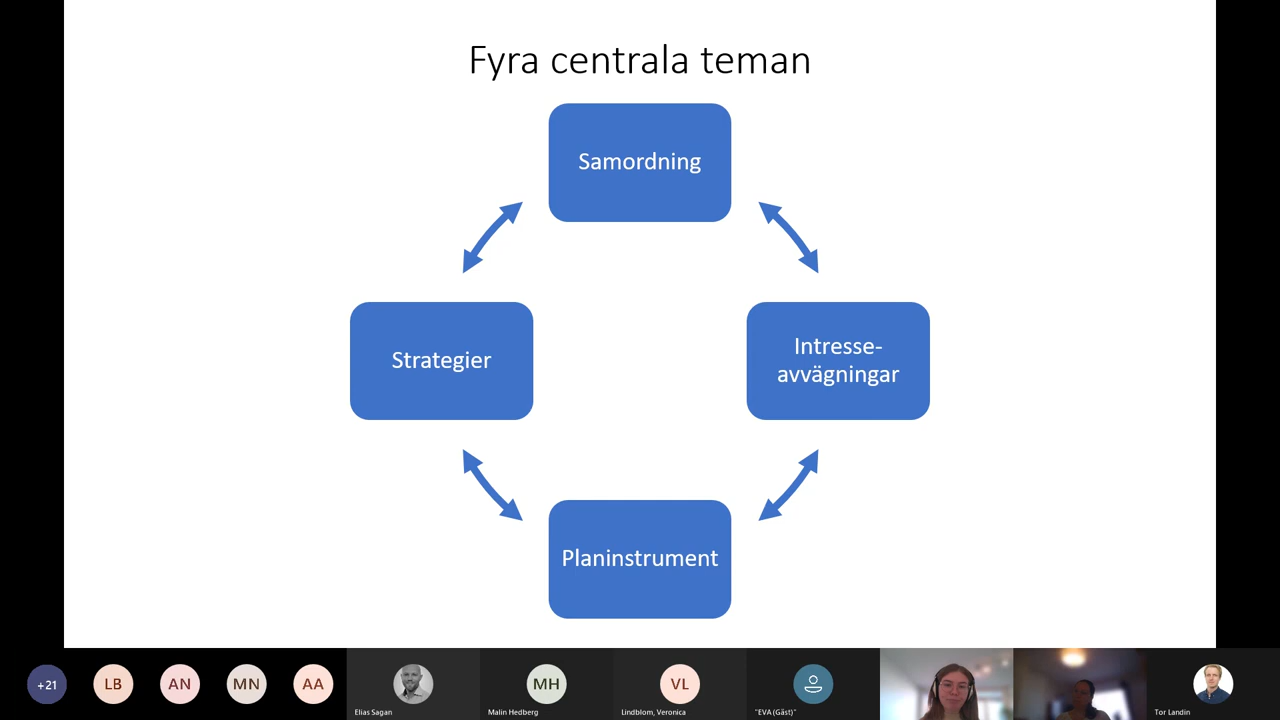 Fyra centrala teman
Samordning
Strategier
Intresse-
avvägningar
Planinstrument
+21
LB
AN
MN
AA
Elias Sagan
MH
Malin Hedberg
VL
Lindblom, Veronica
"EVA (Gäst)"
Tor Landin